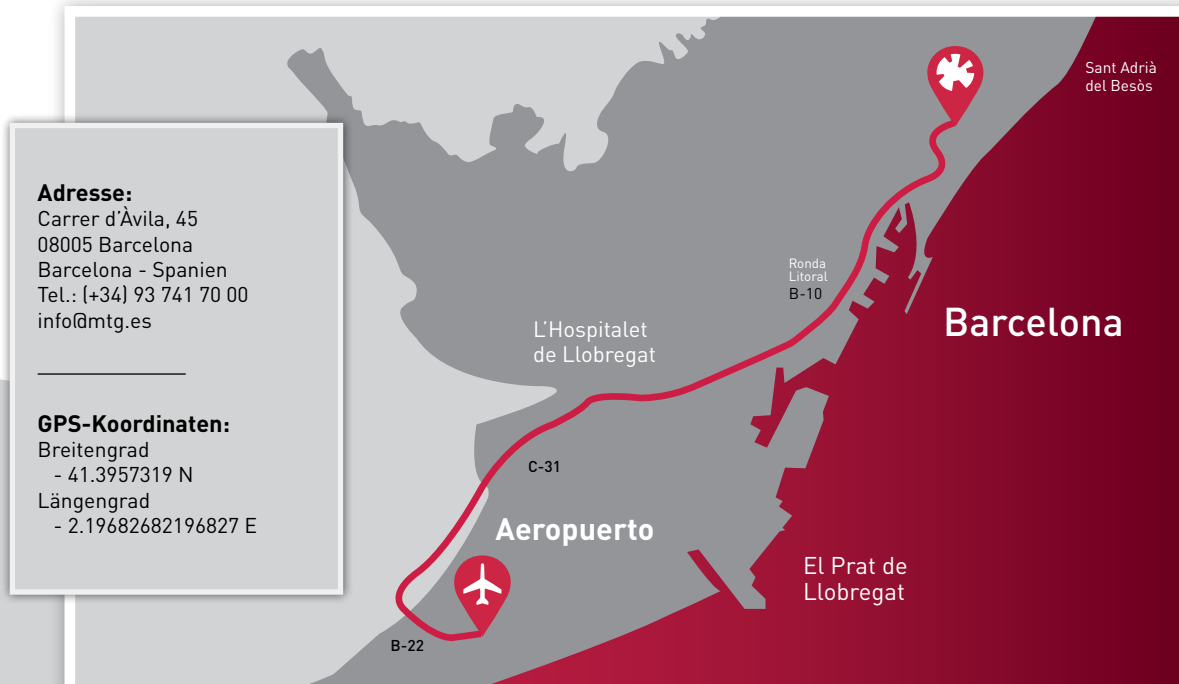 Adresse:
Carrer d'Àvila, 45
08005 Barcelona
Barcelona - Spanien
Tel.: (+34) 93 741 70 00
info@mtg.es
GPS-Koordinaten:
Breitengrad
- 41.3957319 N
Längengrad
- 2.19682682196827 E
Sant Adrià
del Besòs
Ronda
Litoral
B-10
Barcelona
L'Hospitalet
de Llobregat
C-31
Aeropuerto
El Prat de
Llobregat
B-22